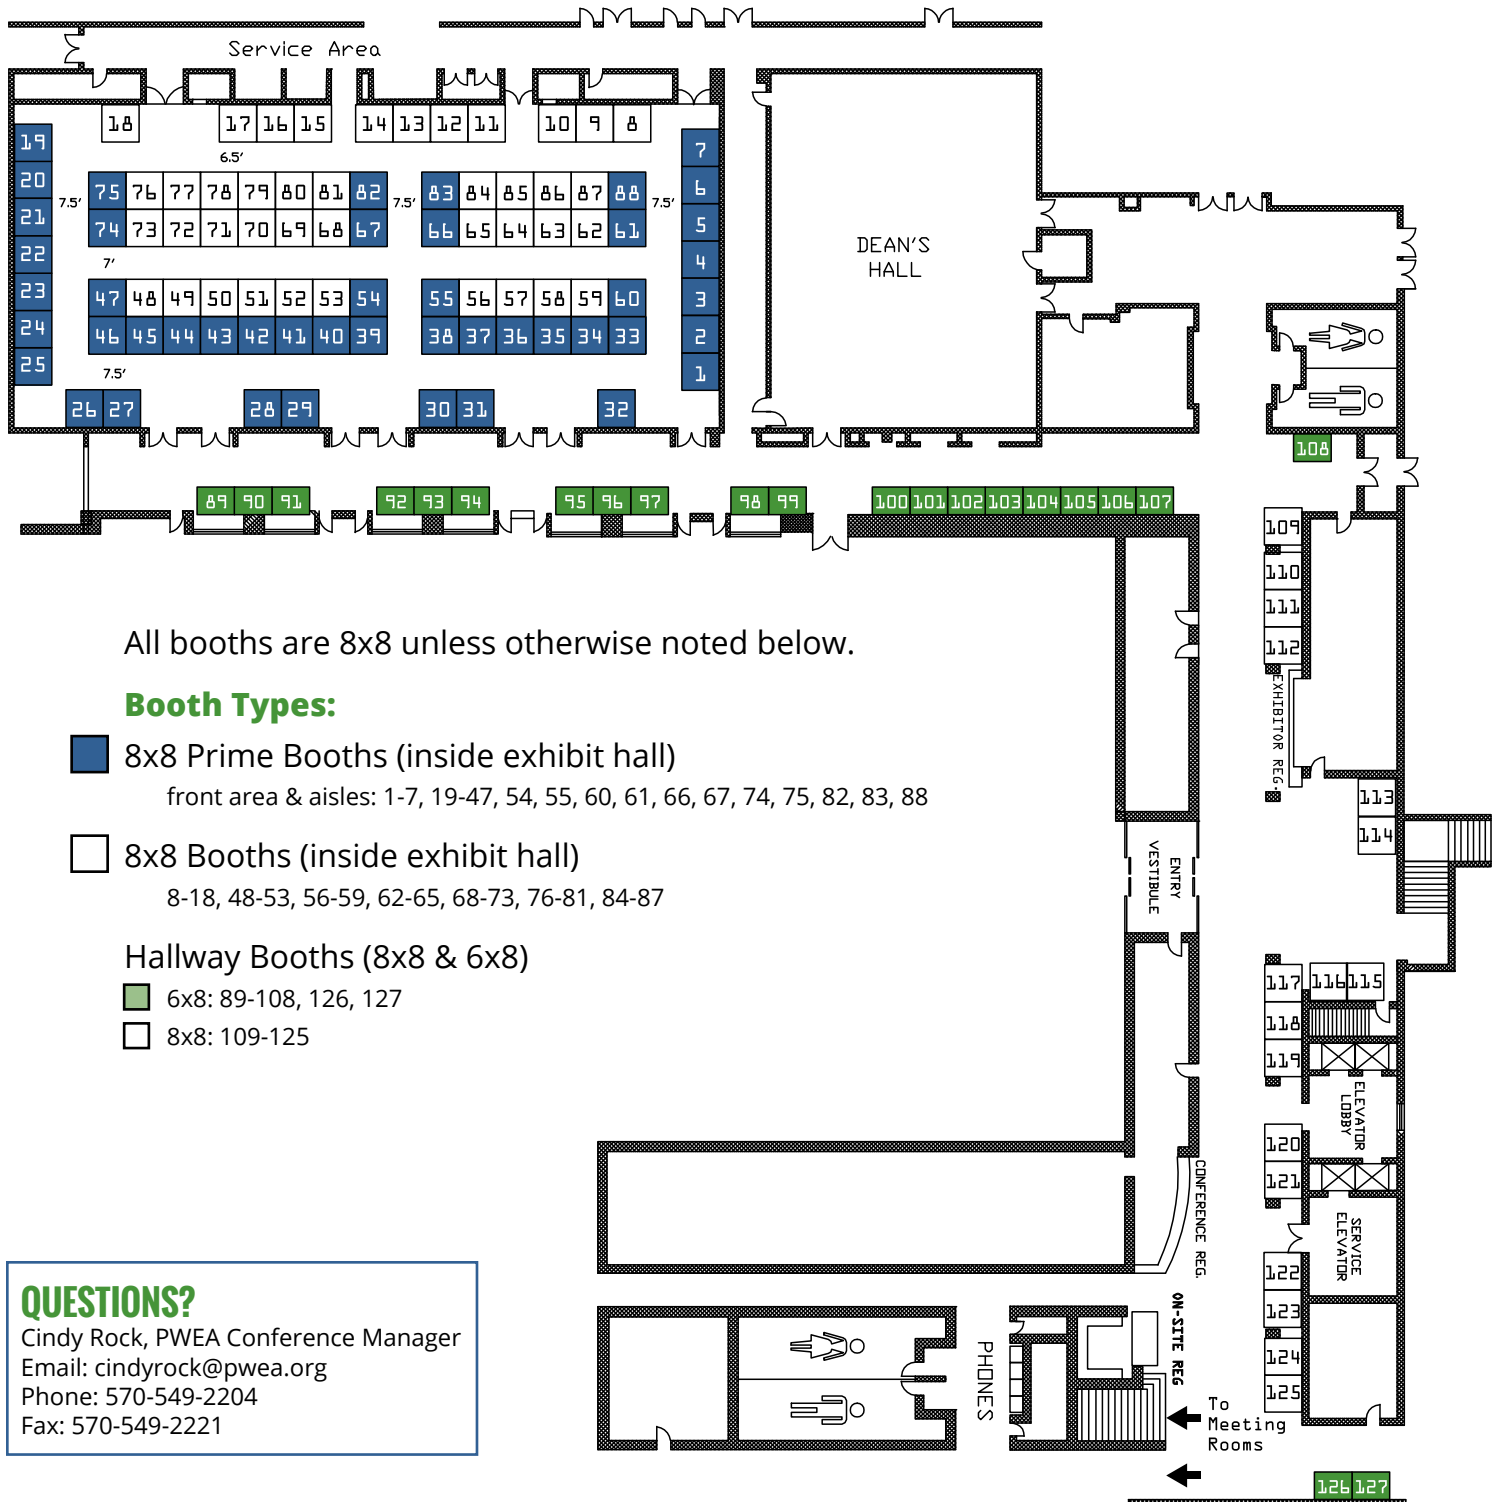 Service Area
18 17 16 15 14 13 12 11 10 9 8
19
20
21
22
23
24
25
7
6
5
4
3
2
1
6.5'
75 76 77 78 79 80 81 82
74 73 72 71 70 69 68 67
83 84 85 86 87 88
66 65 64 63 62 61
7.5'
7.5'
7.5'
7'
47 48 49 50 51 52 53 54
46 45 44 43 42 41 40 39
55 56 57 58 59 60
38 37 36 35 34 33
7.5'
26 27 28 29 30 31 32
DEAN'S
HALL
89 90 91 92 93 94 95 96 97 98 99 100 101 102 103 104 105 106 107
108
109
110
111
112
EXHIBITOR REG.
113
114
ENTRY
VESTIBULE
116 115
117
118
119
ELEVATOR
LOBBY
120
121
SERVICE
ELEVATOR
122
123
124
125
CONFERENCE REG.
ON-SITE REG
PHONES
To
Meeting
Rooms
126 127
All booths are 8x8 unless otherwise noted below.
Booth Types:
8x8 Prime Booths (inside exhibit hall)
front area & aisles: 1-7, 19-47, 54, 55, 60, 61, 66, 67, 74, 75, 82, 83, 88
8x8 Booths (inside exhibit hall)
8-18, 48-53, 56-59, 62-65, 68-73, 76-81, 84-87
Hallway Booths (8x8 & 6x8)
6x8: 89-108, 126, 127
8x8: 109-125
QUESTIONS?
Cindy Rock, PWEA Conference Manager
Email: cindyrock@pwea.org
Phone: 570-549-2204
Fax: 570-549-2221